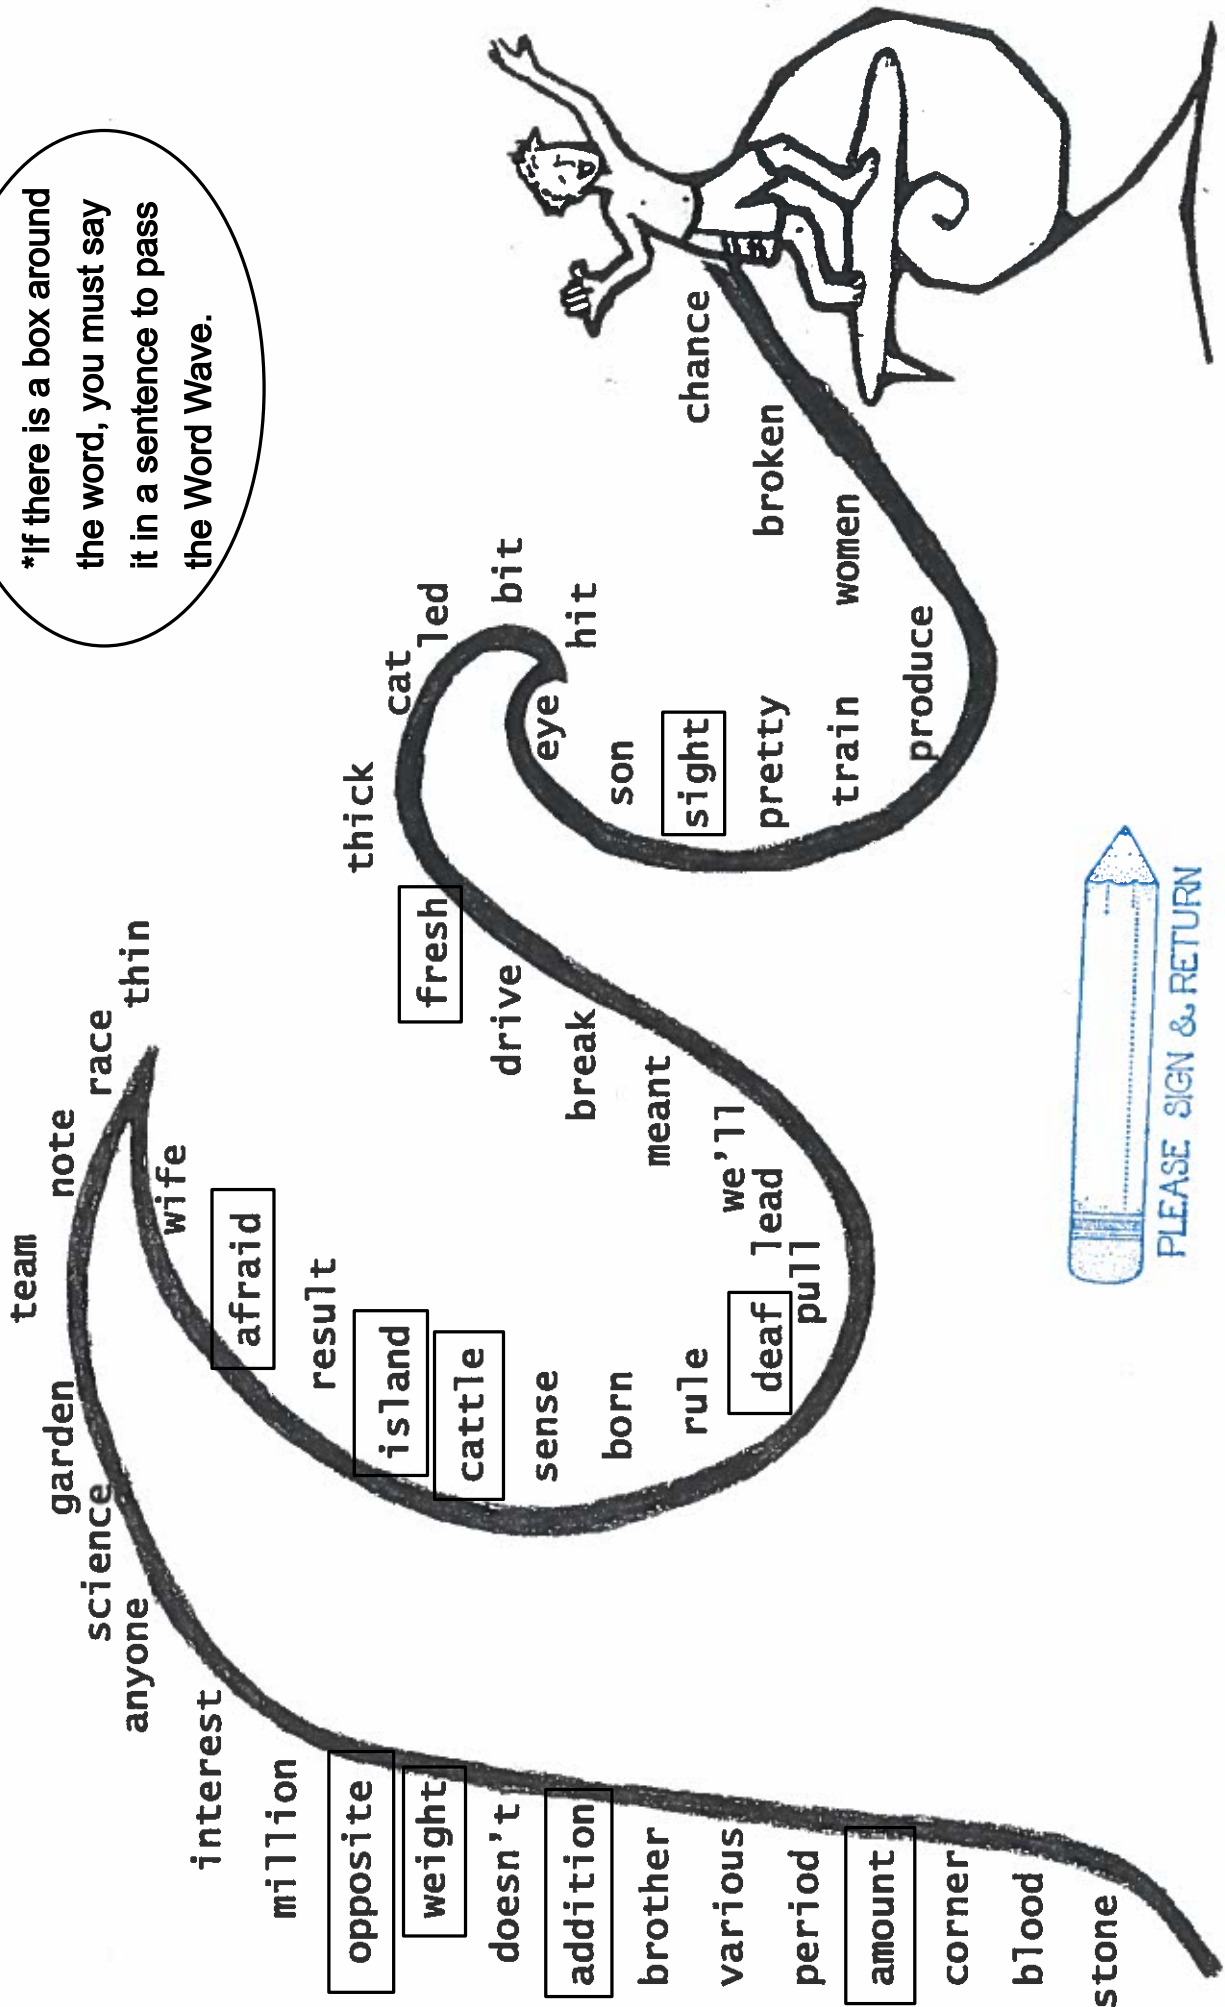 *If there is a box around
the word, you must say
it in a sentence to pass
the Word Wave.
stone
blood
corner
amount
period
various
brother
addition
doesn't
weight
opposite
million
interest
anyone
science
garden
team
note
race
thin
wife
afraid
result
island
cattle
sense
born
rule
deaf
pull
lead
we'll
meant
break
drive
fresh
thick
cat
led
bit
hit
eye
son
sight
pretty
train
produce
women
broken
chance
PLEASE SIGN & RETURN